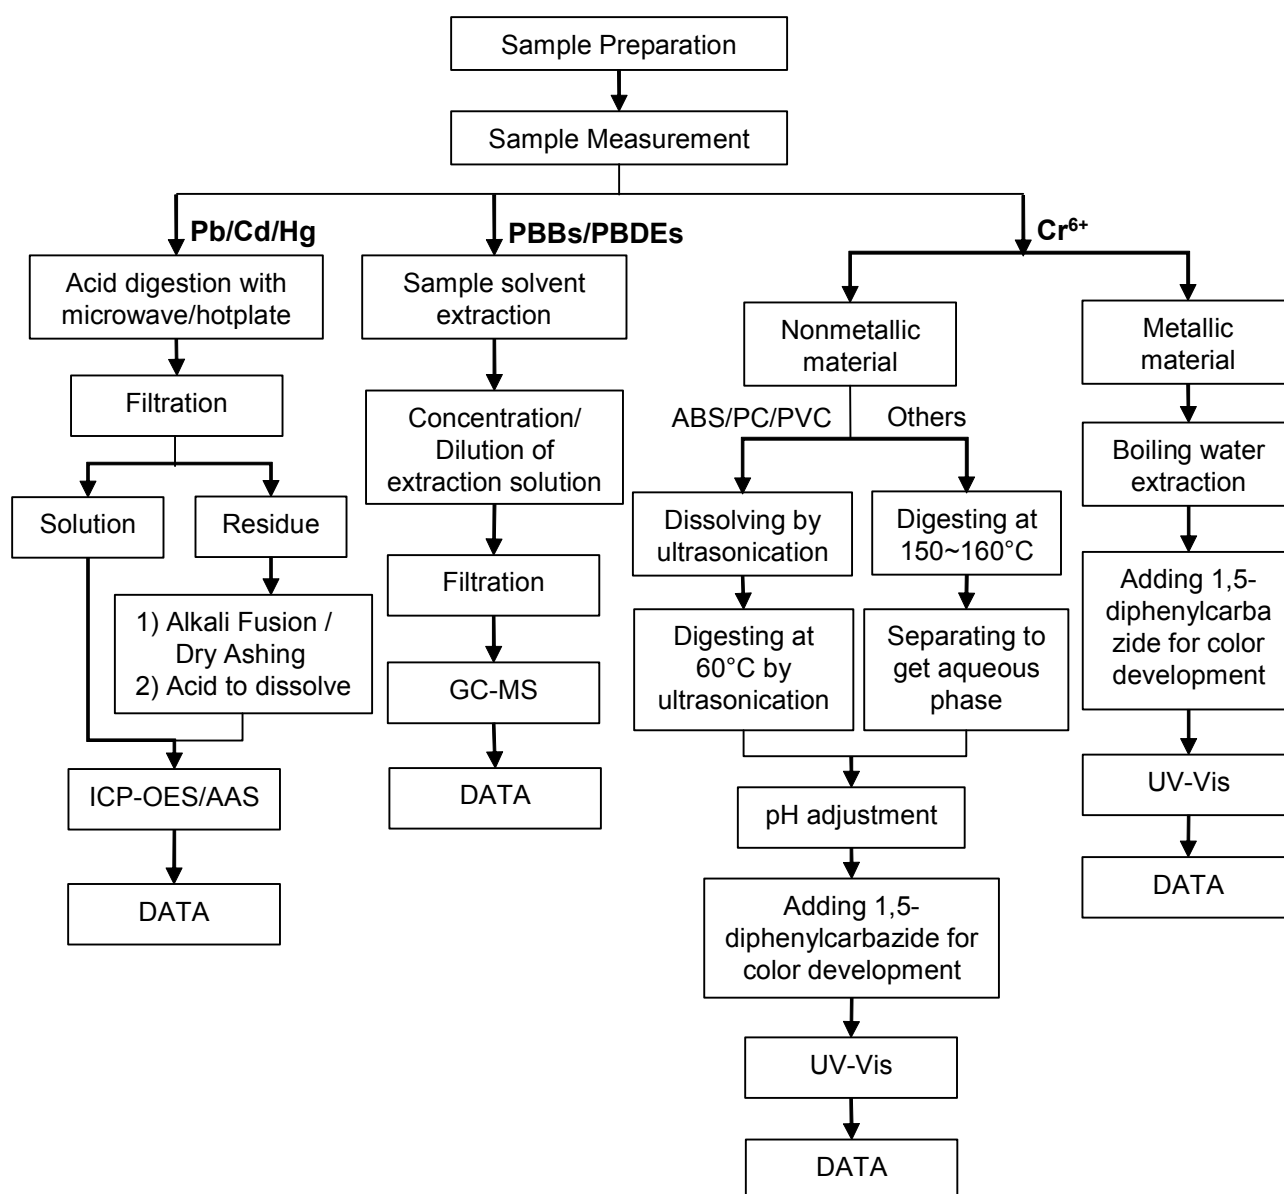 Sample Preparation
Sample Measurement
Pb/Cd/Hg
Acid digestion with
microwave/hotplate
Filtration
Solution
Residue
1) Alkali Fusion /
Dry Ashing
2) Acid to dissolve
ICP-OES/AAS
DATA
PBBs/PBDEs
Sample solvent
extraction
Concentration/
Dilution of
extraction solution
Filtration
GC-MS
DATA
Cr⁶⁺
Nonmetallic
material
ABS/PC/PVC
Others
Dissolving by
ultrasonication
Digesting at
60°C by
ultrasonication
Digesting at
150~160°C
Separating to
get aqueous
phase
pH adjustment
Adding 1,5-
diphenylcarbazide for
color development
UV-Vis
DATA
Metallic
material
Boiling water
extraction
Adding 1,5-
diphenylcarba
zide for color
development
UV-Vis
DATA